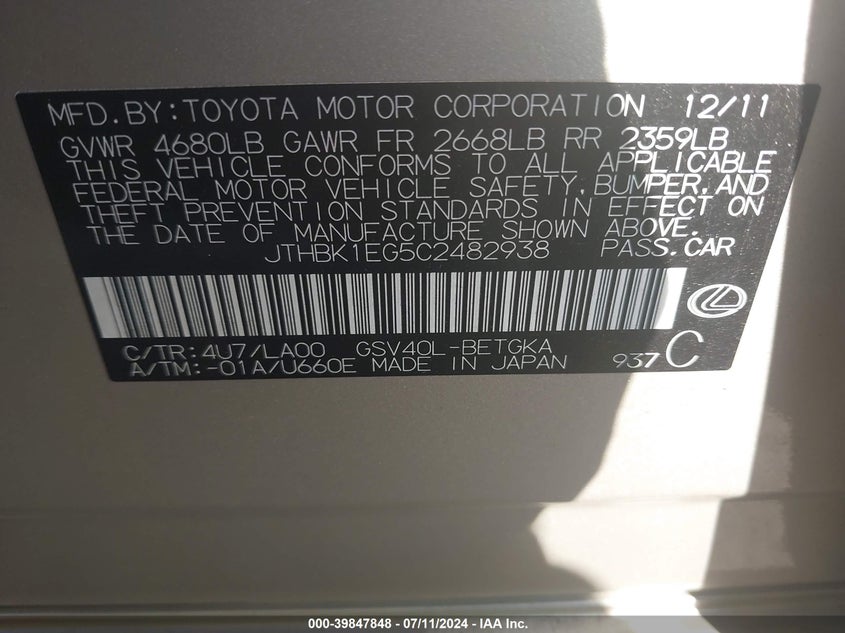 MFD.BY:TOYOTA MOTOR CORPORATION 12/11
GVWR 4680LB GAWR FR 2668LB RR 2359LB
THIS VEHICLE CONFORMS TO ALL APPLICABLE
FEDERAL MOTOR VEHICLE SAFETY,BUMPER,AND
THEFT PREVENTION STANDARDS IN EFFECT ON
THE DATE OF MANUFACTURE SHOWN ABOVE.
JTHBK1EG5C2482938 PASS.CAR
C/TR:4U7/LA00 GSV40L-BETGKA
A/TM:-01A/U660E MADE IN JAPAN 937 C
000-39847848 - 07/11/2024 - IAA Inc.